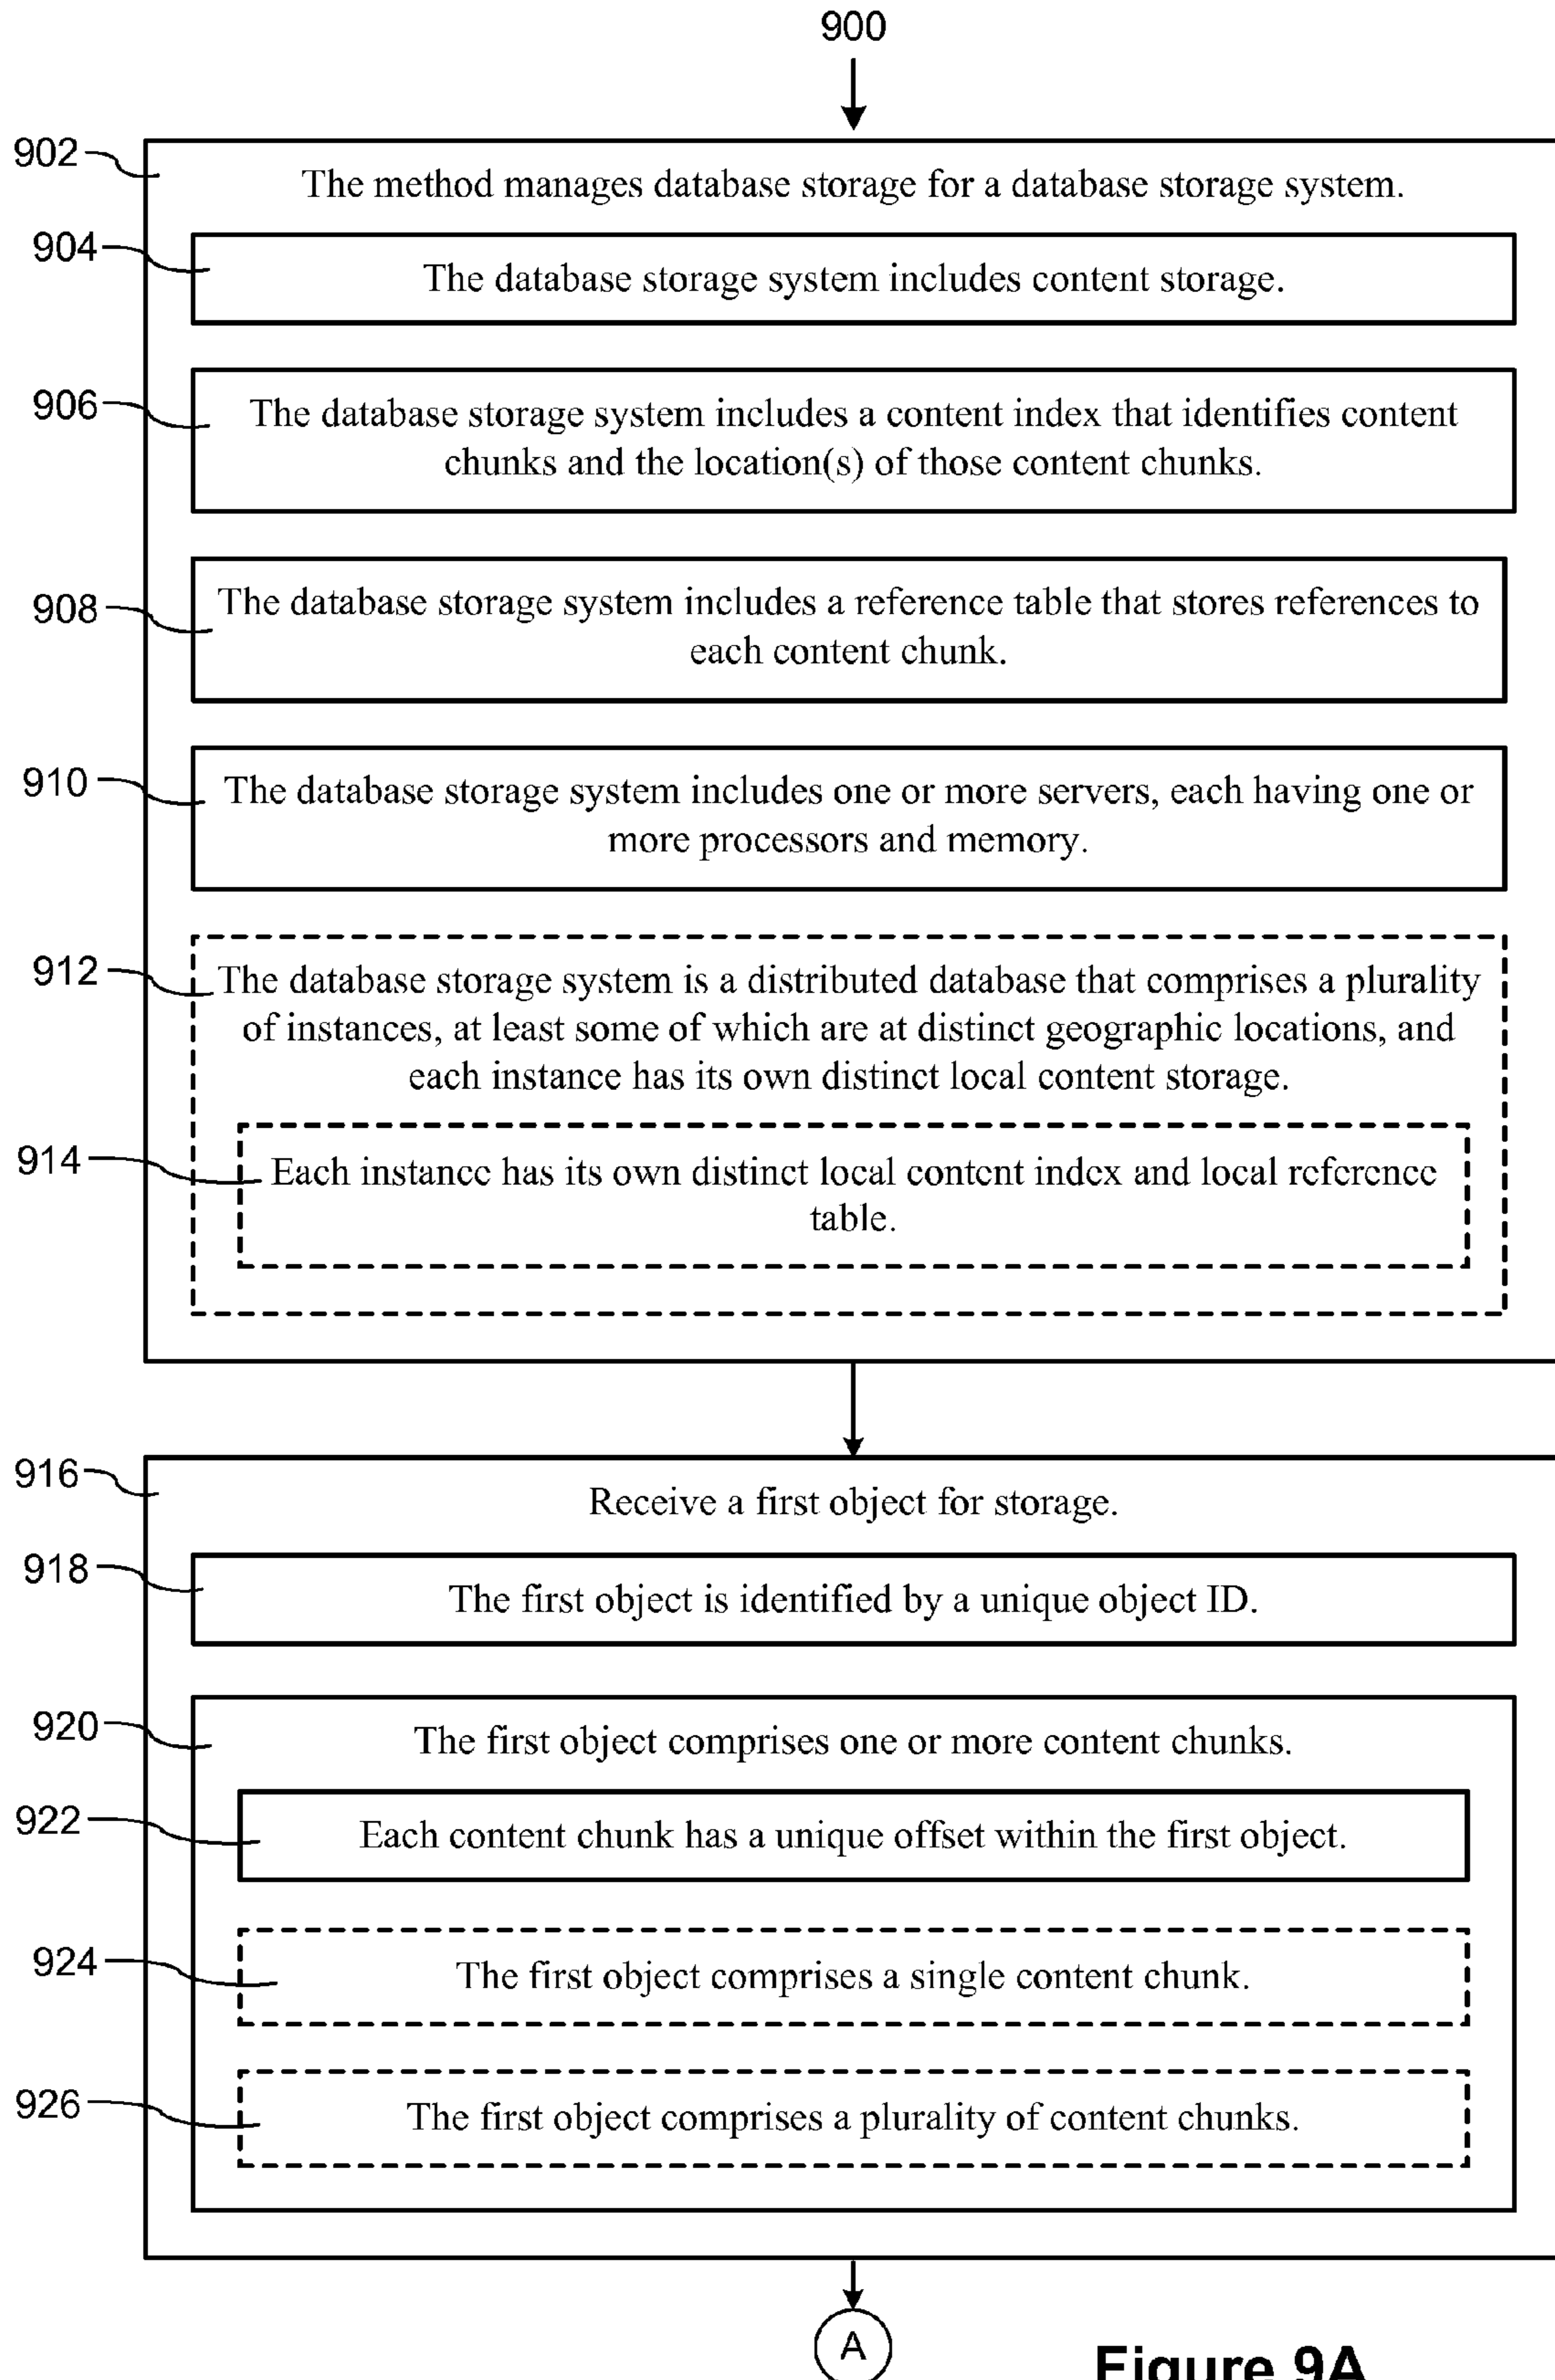 900
902
The method manages database storage for a database storage system.
904
The database storage system includes content storage.
906
The database storage system includes a content index that identifies content
chunks and the location(s) of those content chunks.
908
The database storage system includes a reference table that stores references to
each content chunk.
910
The database storage system includes one or more servers, each having one or
more processors and memory.
912
The database storage system is a distributed database that comprises a plurality
of instances, at least some of which are at distinct geographic locations, and
each instance has its own distinct local content storage.
914
Each instance has its own distinct local content index and local reference
table.
916
Receive a first object for storage.
918
The first object is identified by a unique object ID.
920
The first object comprises one or more content chunks.
922
Each content chunk has a unique offset within the first object.
924
The first object comprises a single content chunk.
926
The first object comprises a plurality of content chunks.
A
Figure 9A